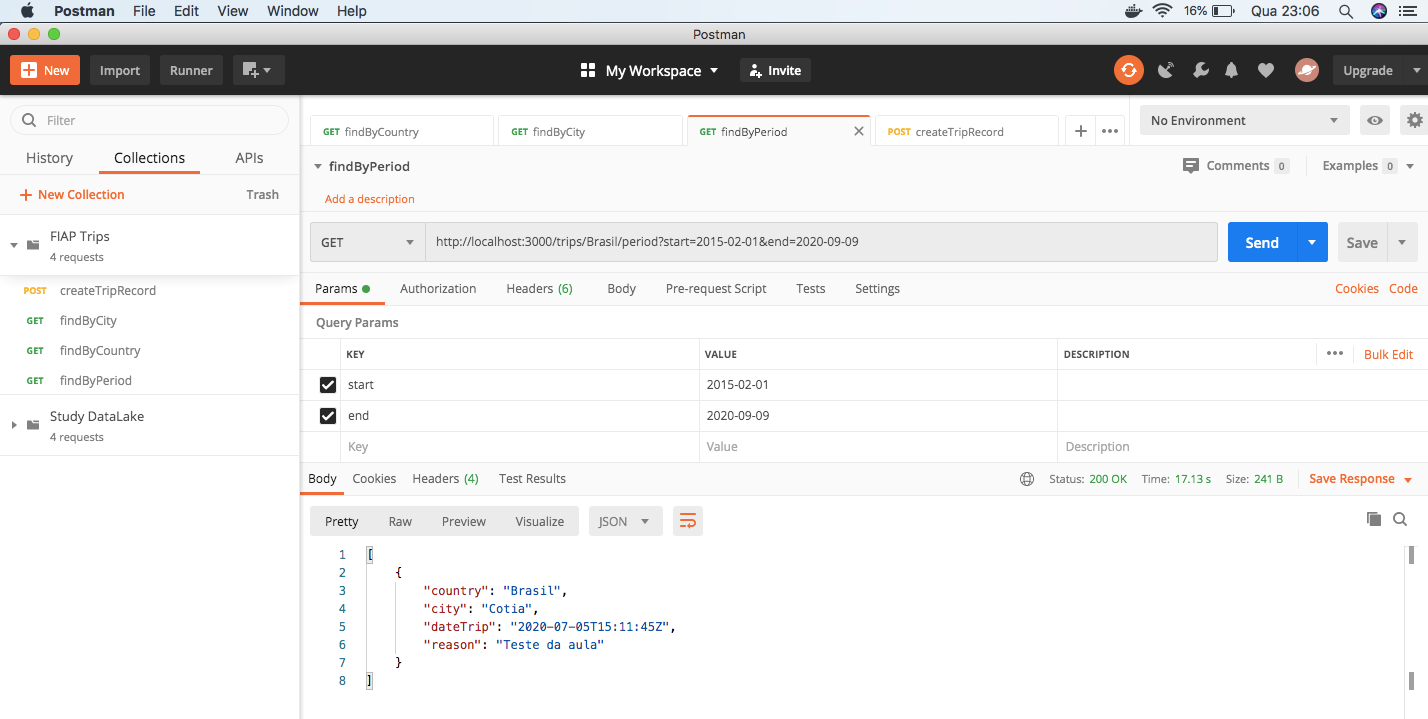 Postman File Edit View Window Help 16% Qua 23:06
Postman
New Import Runner My Workspace Invite Upgrade
Filter
History Collections APIs
New Collection Trash
FIAP Trips
4 requests
POST createTripRecord
GET findByCity
GET findByCountry
GET findByPeriod
Study DataLake
4 requests
GET findByCountry GET findByCity GET findByPeriod POST createTripRecord No Environment
findByPeriod Comments 0 Examples 0
Add a description
GET http://localhost:3000/trips/Brasil/period?start=2015-02-01&end=2020-09-09 Send Save
Params Authorization Headers (6) Body Pre-request Script Tests Settings Cookies Code
Query Params
KEY VALUE DESCRIPTION Bulk Edit
start 2015-02-01
end 2020-09-09
Key Value Description
Body Cookies Headers (4) Test Results Status: 200 OK Time: 17.13 s Size: 241 B Save Response
Pretty Raw Preview Visualize JSON
1 [
2 {
3 "country": "Brasil",
4 "city": "Cotia",
5 "dateTrip": "2020-07-05T15:11:45Z",
6 "reason": "Teste da aula"
7 }
8 ]